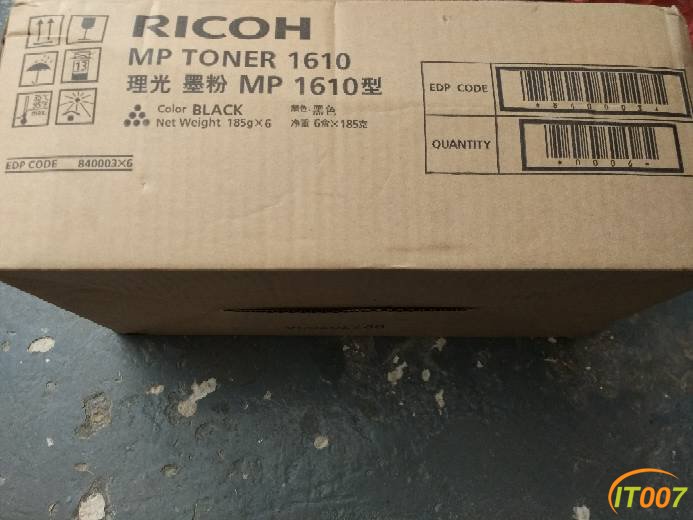 RICOH
MP TONER 1610
理光 墨粉 MP 1610型
Color BLACK 颜色: 黑色
Net Weight 185g×6 净重 6盒×185克
EDP CODE 840003×6
13
max.
EDP CODE
QUANTITY
IT007